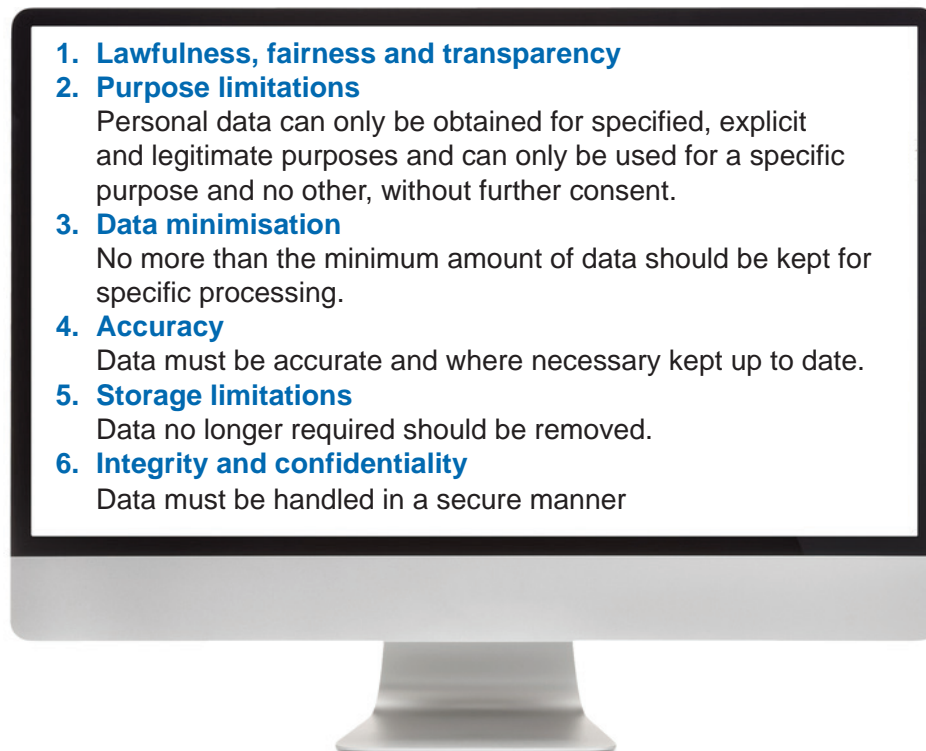 1. Lawfulness, fairness and transparency
2. Purpose limitations
Personal data can only be obtained for specified, explicit
and legitimate purposes and can only be used for a specific
purpose and no other, without further consent.
3. Data minimisation
No more than the minimum amount of data should be kept for
specific processing.
4. Accuracy
Data must be accurate and where necessary kept up to date.
5. Storage limitations
Data no longer required should be removed.
6. Integrity and confidentiality
Data must be handled in a secure manner